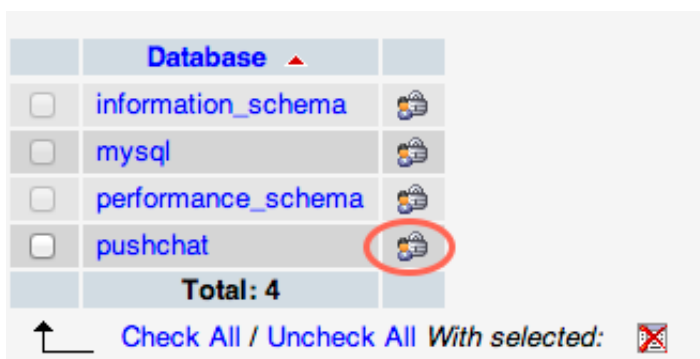 Database
information_schema
mysql
performance_schema
pushchat
Total: 4
Check All / Uncheck All With selected: